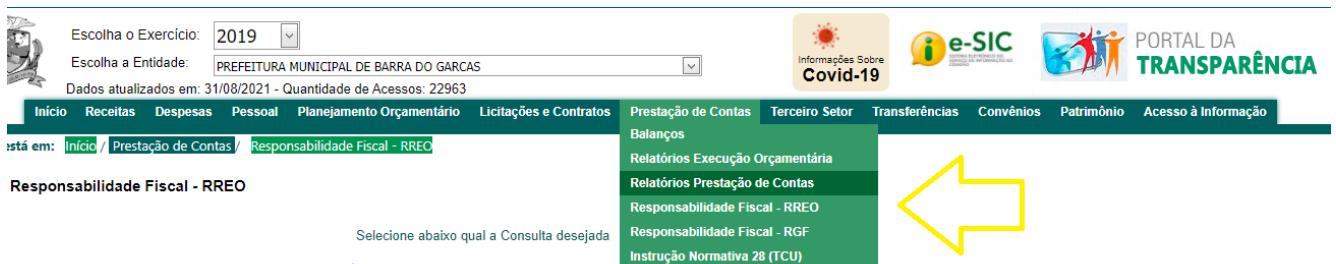 Escolha o Exercício: 2019
Escolha a Entidade: PREFEITURA MUNICIPAL DE BARRA DO GARCAS
Dados atualizados em: 31/08/2021 - Quantidade de Acessos: 22963
Informações Sobre
Covid-19
e-SIC
PORTAL DA
TRANSPARÊNCIA
Início Receitas Despesas Pessoal Planejamento Orçamentário Licitações e Contratos Prestação de Contas Terceiro Setor Transferências Convênios Patrimônio Acesso à Informação
está em: Início / Prestação de Contas / Responsabilidade Fiscal - RREO
Balanços
Relatórios Execução Orçamentária
Relatórios Prestação de Contas
Responsabilidade Fiscal - RREO
Responsabilidade Fiscal - RGF
Instrução Normativa 28 (TCU)
Responsabilidade Fiscal - RREO
Selecione abaixo qual a Consulta desejada